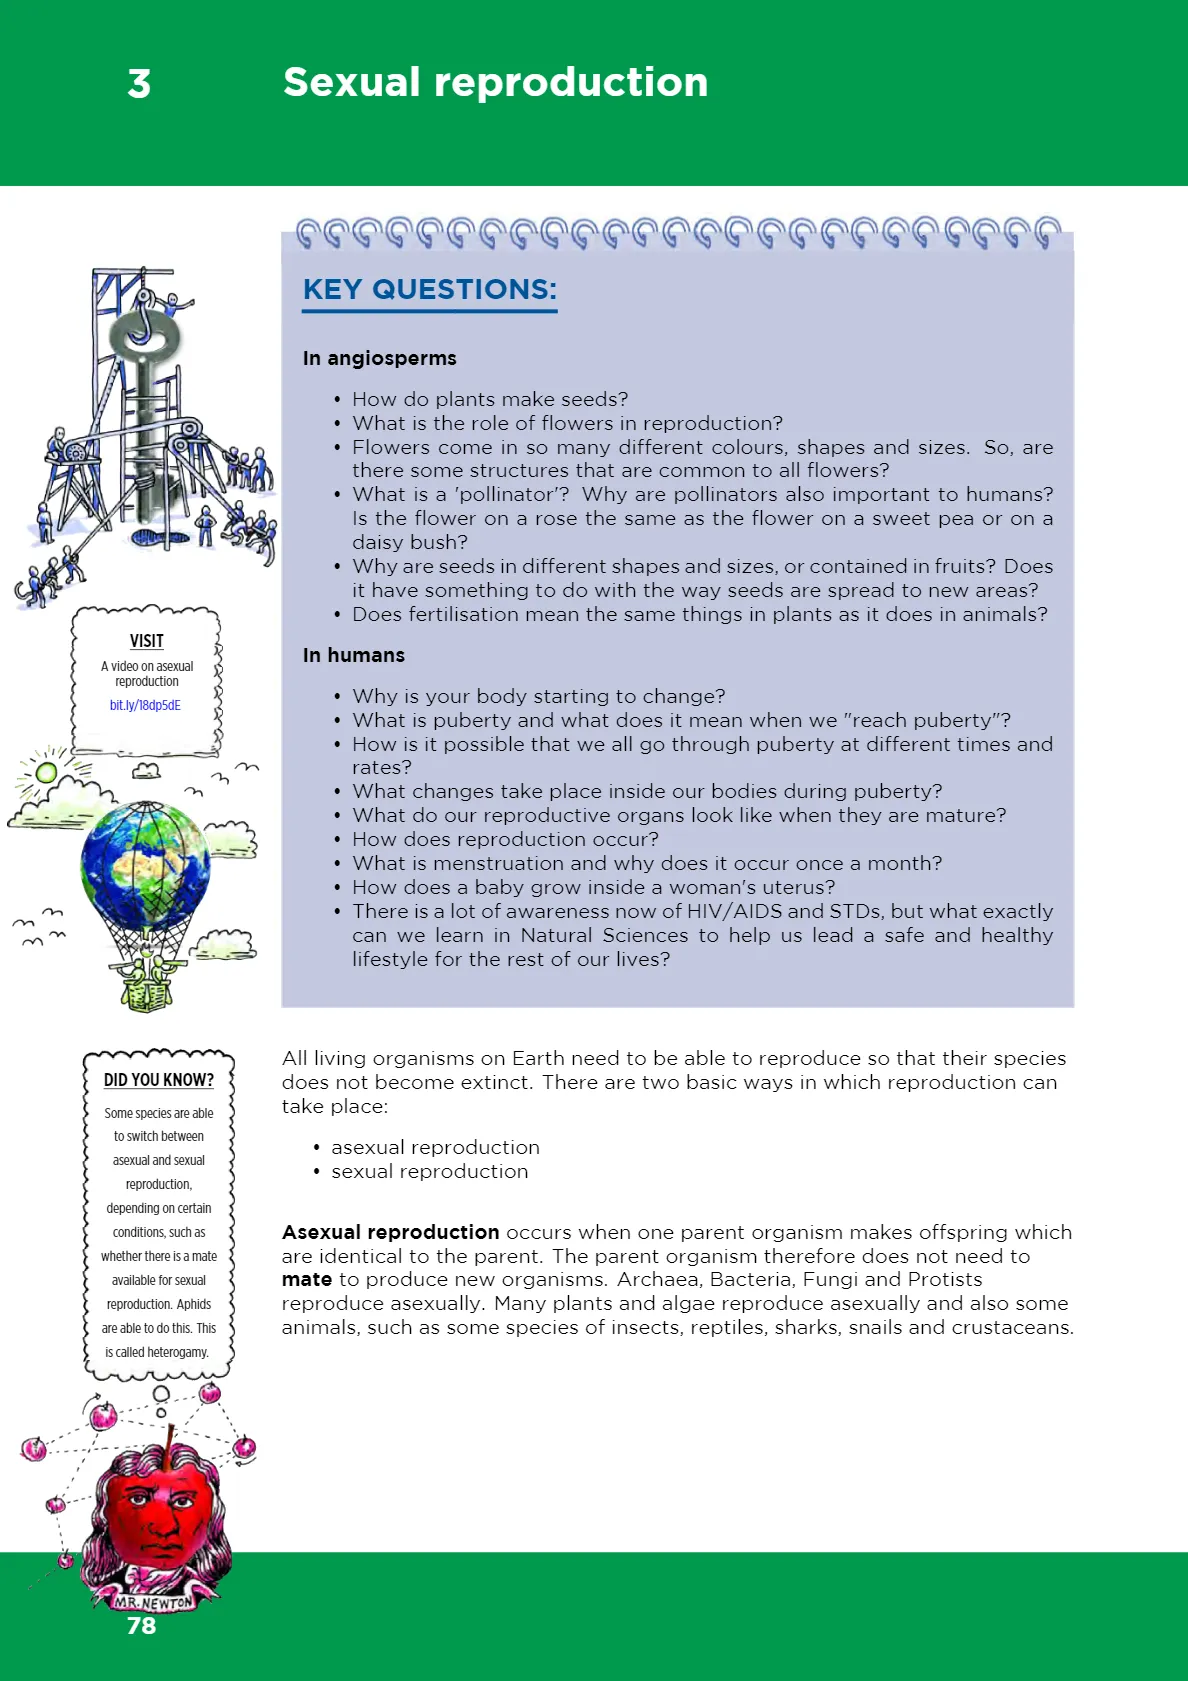 3 Sexual reproduction
KEY QUESTIONS:
In angiosperms
• How do plants make seeds?
• What is the role of flowers in reproduction?
• Flowers come in so many different colours, shapes and sizes. So, are
there some structures that are common to all flowers?
• What is a 'pollinator'? Why are pollinators also important to humans?
Is the flower on a rose the same as the flower on a sweet pea or on a
daisy bush?
• Why are seeds in different shapes and sizes, or contained in fruits? Does
it have something to do with the way seeds are spread to new areas?
• Does fertilisation mean the same things in plants as it does in animals?
In humans
• Why is your body starting to change?
• What is puberty and what does it mean when we "reach puberty"?
• How is it possible that we all go through puberty at different times and
rates?
• What changes take place inside our bodies during puberty?
• What do our reproductive organs look like when they are mature?
• How does reproduction occur?
• What is menstruation and why does it occur once a month?
• How does a baby grow inside a woman's uterus?
• There is a lot of awareness now of HIV/AIDS and STDs, but what exactly
can we learn in Natural Sciences to help us lead a safe and healthy
lifestyle for the rest of our lives?
VISIT
A video on asexual
reproduction
bit.ly/18dp5dE
All living organisms on Earth need to be able to reproduce so that their species
does not become extinct. There are two basic ways in which reproduction can
take place:
• asexual reproduction
• sexual reproduction
Asexual reproduction occurs when one parent organism makes offspring which
are identical to the parent. The parent organism therefore does not need to
mate to produce new organisms. Archaea, Bacteria, Fungi and Protists
reproduce asexually. Many plants and algae reproduce asexually and also some
animals, such as some species of insects, reptiles, sharks, snails and crustaceans.
DID YOU KNOW?
Some species are able
to switch between
asexual and sexual
reproduction,
depending on certain
conditions, such as
whether there is a mate
available for sexual
reproduction. Aphids
are able to do this. This
is called heterogamy.
MR. NEWTON
78